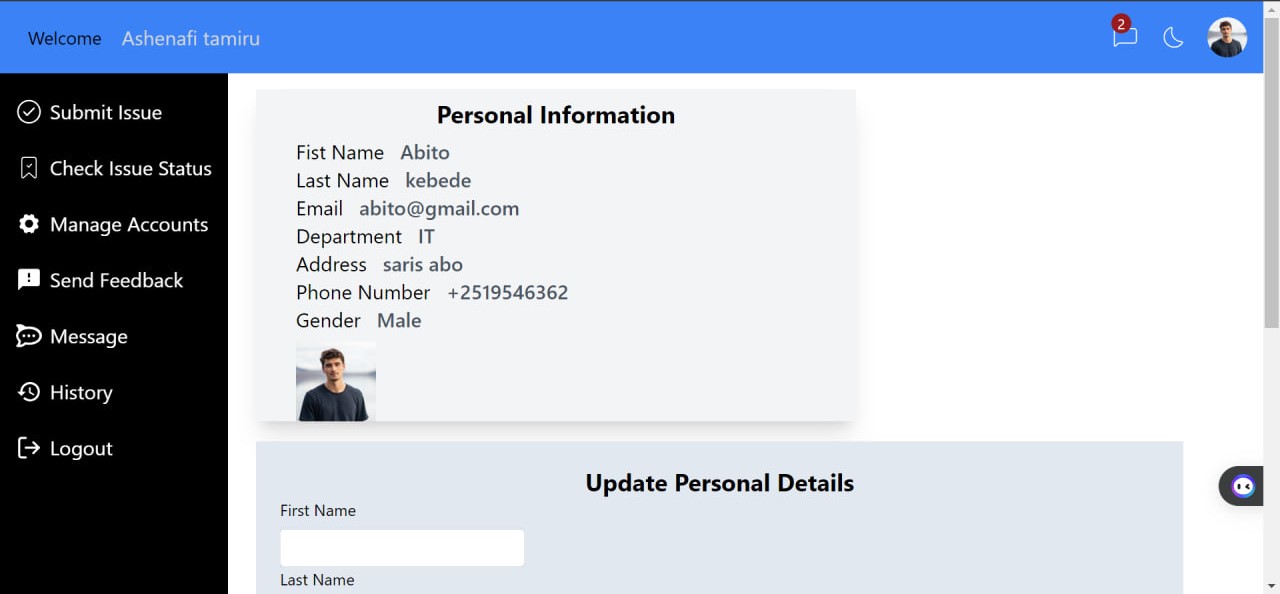 Welcome Ashenafi tamiru
2
Submit Issue
Check Issue Status
Manage Accounts
Send Feedback
Message
History
Logout
Personal Information
Fist Name Abito
Last Name kebede
Email abito@gmail.com
Department IT
Address saris abo
Phone Number +2519546362
Gender Male
Update Personal Details
First Name
Last Name